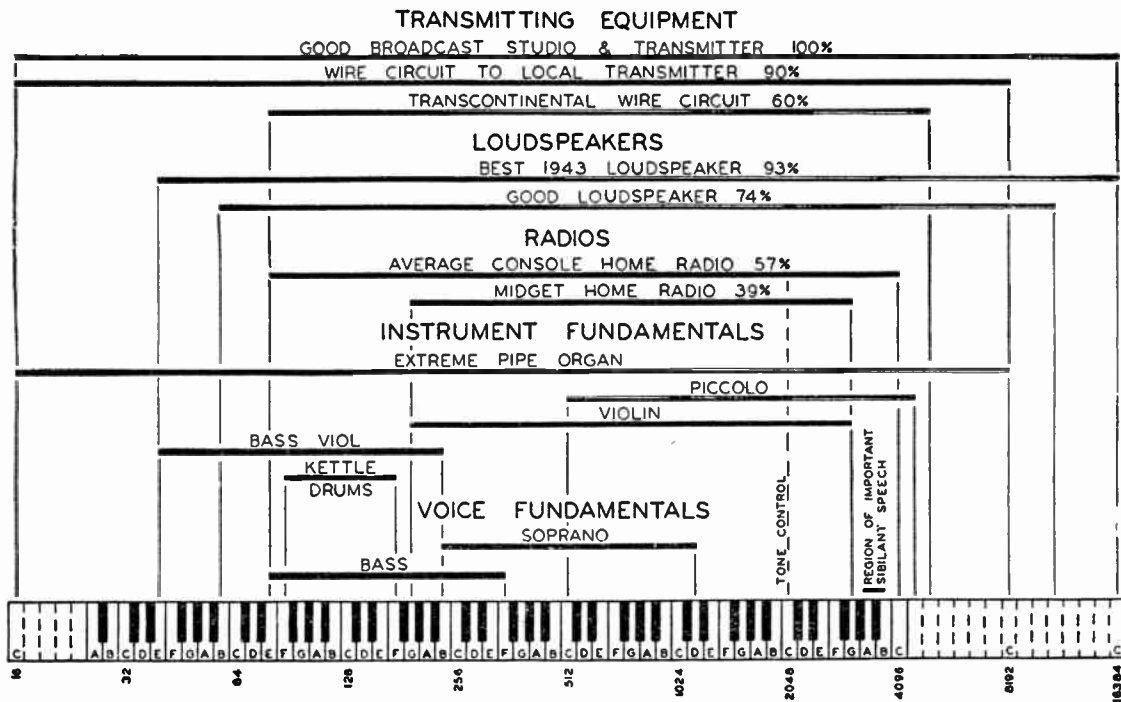 TRANSMITTING EQUIPMENT
GOOD BROADCAST STUDIO & TRANSMITTER 100%
WIRE CIRCUIT TO LOCAL TRANSMITTER 90%
TRANSCONTINENTAL WIRE CIRCUIT 60%
LOUDSPEAKERS
BEST 1943 LOUDSPEAKER 93%
GOOD LOUDSPEAKER 74%
RADIOS
AVERAGE CONSOLE HOME RADIO 57%
MIDGET HOME RADIO 39%
INSTRUMENT FUNDAMENTALS
EXTREME PIPE ORGAN
PICCOLO
VIOLIN
BASS VIOL
KETTLE
DRUMS
VOICE FUNDAMENTALS
SOPRANO
BASS
TONE CONTROL
REGION OF IMPORTANT
SIBILANT SPEECH
C A B C D E F G A B C D E F G A B C D E F G A B C D E F G A B C D E F G A B C D E F G A B C D E F G A B C C C
16 32 64 128 256 512 1024 2048 4096 8192 16384